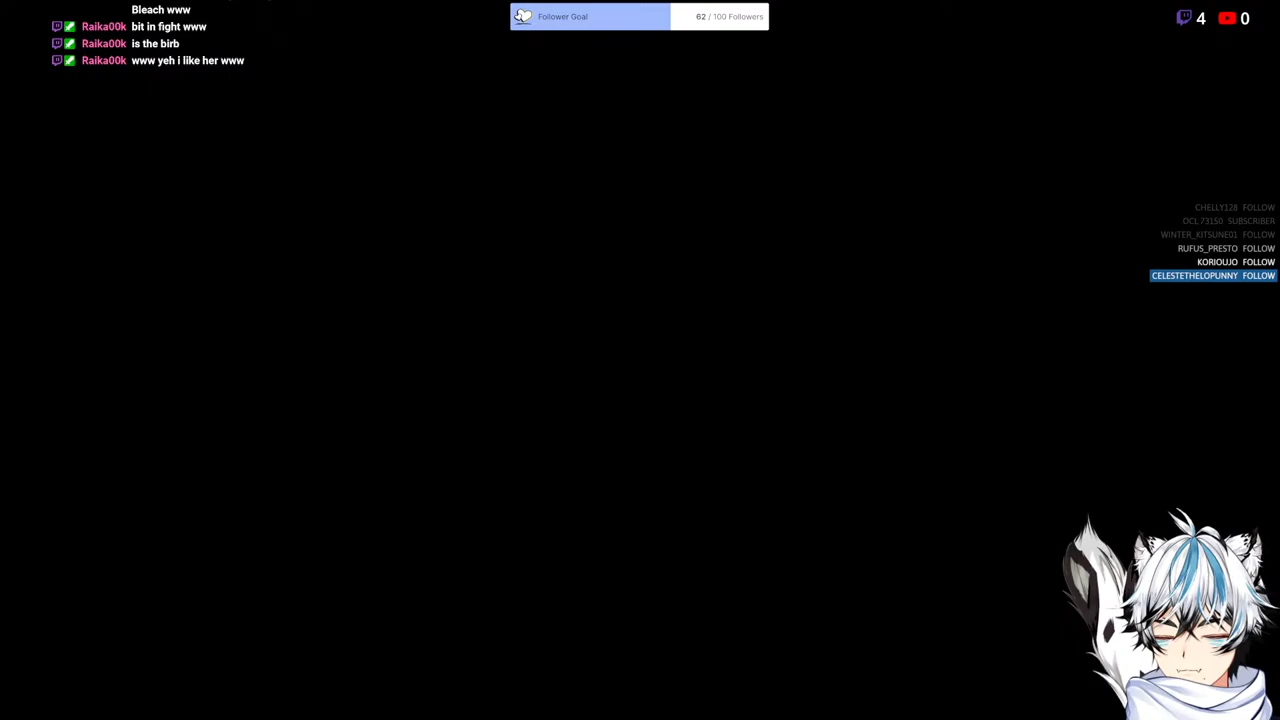 Bleach www
Raika00k bit in fight www
Raika00k is the birb
Raika00k www yeh i like her www
Follower Goal 62 / 100 Followers
4 0
CHELLY128 FOLLOW
OCL73150 SUBSCRIBER
WINTER_KITSUNE01 FOLLOW
RUFUS_PRESTO FOLLOW
KORIOUJO FOLLOW
CELESTETHELOPUNNY FOLLOW